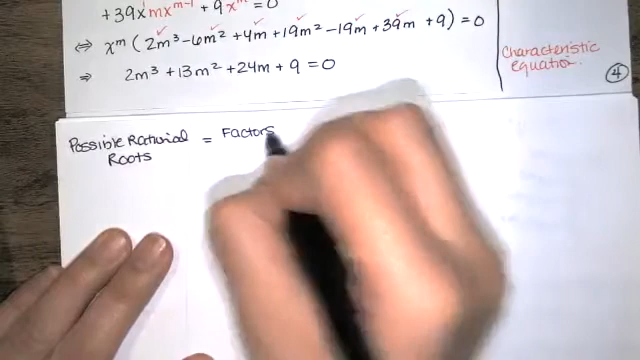 +39x mx^{m-1} + 9x^m = 0
⇔ x^m (2m³ - 6m² + 4m + 19m² - 19m + 39m + 9) = 0
⇒ 2m³ + 13m² + 24m + 9 = 0
Characteristic
equation.
4
Possible Rational = Factors
Roots